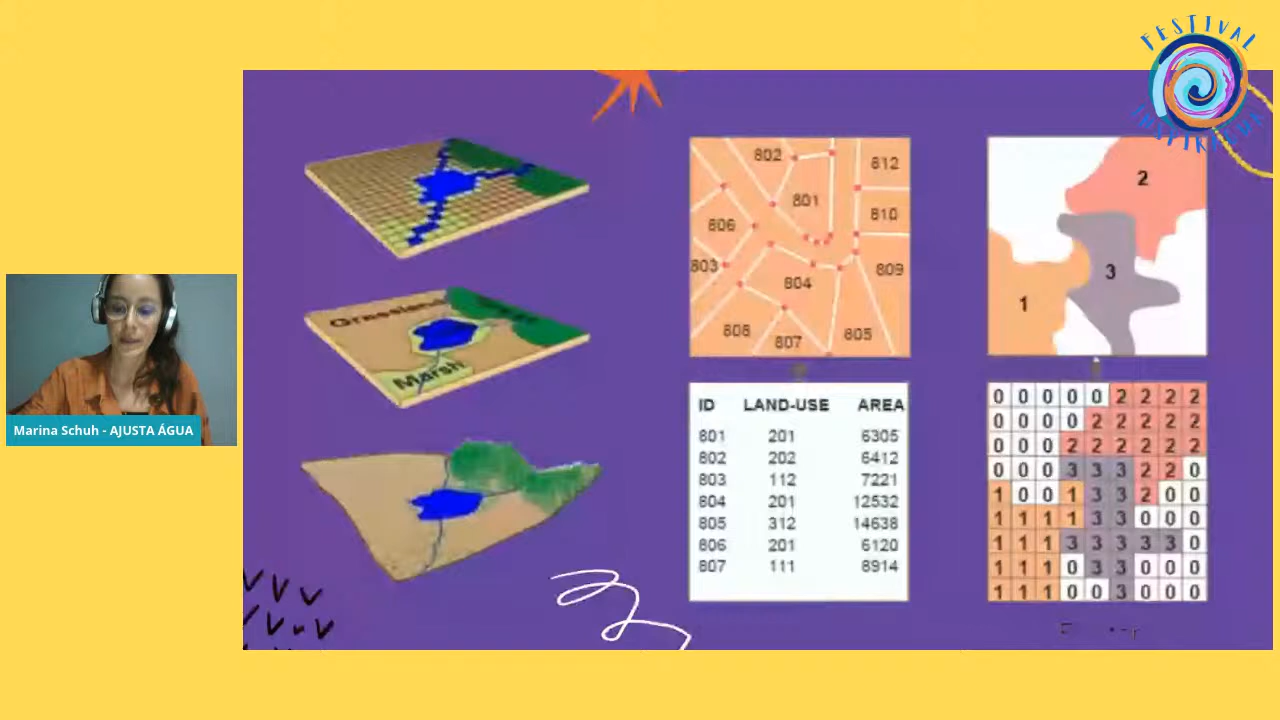 FESTIVAL
Marina Schuh - AJUSTA ÁGUA
Grassland
Marsh
802
812
801
810
806
803
804
809
808
807
805
ID LAND-USE AREA
801 201 6305
802 202 6412
803 112 7221
804 201 12532
805 312 14638
806 201 6120
807 111 8914
2
3
1
0 0 0 0 0 2 2 2 2
0 0 0 0 2 2 2 2 2
0 0 0 2 2 2 2 2 2
0 0 0 3 3 3 2 2 0
1 0 0 1 3 3 2 0 0
1 1 1 1 3 3 0 0 0
1 1 1 3 3 3 3 3 0
1 1 1 0 3 3 0 0 0
1 1 1 0 0 3 0 0 0